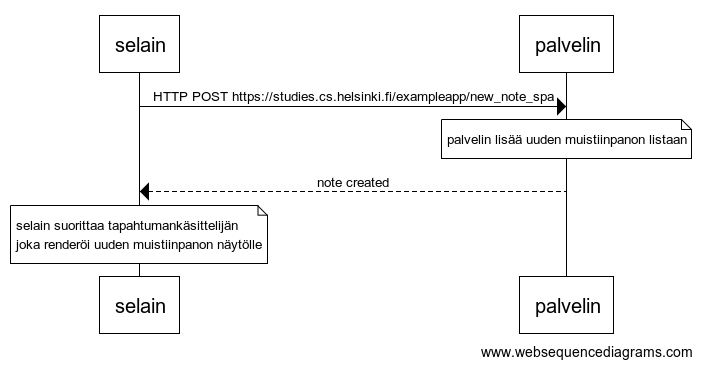 selain
palvelin
HTTP POST https://studies.cs.helsinki.fi/exampleapp/new_note_spa
palvelin lisää uuden muistiinpanon listaan
note created
selain suorittaa tapahtumankäsittelijän
joka renderöi uuden muistiinpanon näytölle
selain
palvelin
www.websequencediagrams.com